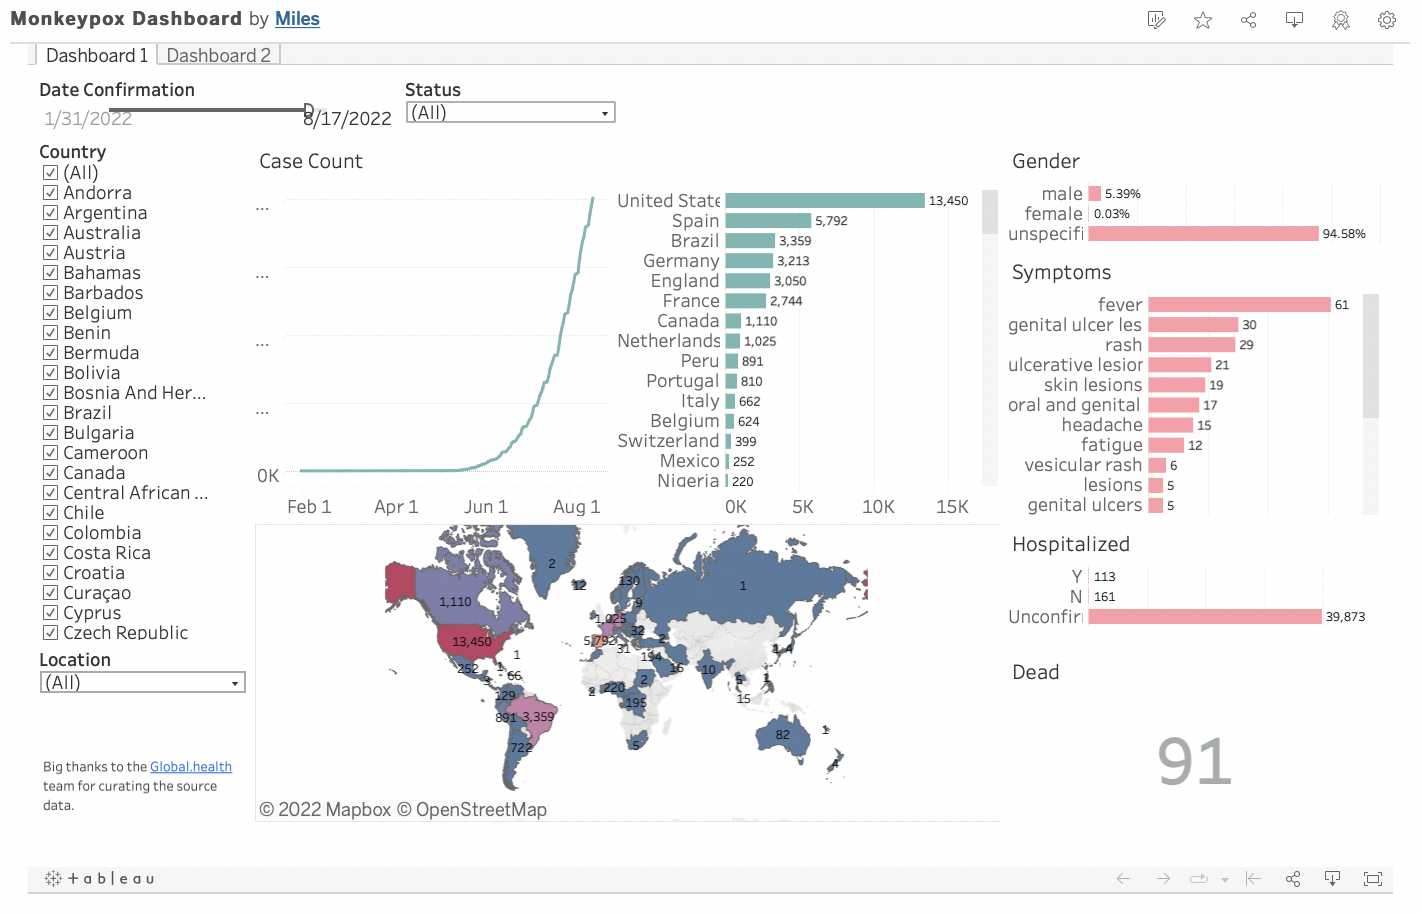 Monkeypox Dashboard by Miles
Dashboard 1
Dashboard 2
Date Confirmation
1/31/2022
8/17/2022
Status
(All)
Country
(All)
Andorra
Argentina
Australia
Austria
Bahamas
Barbados
Belgium
Benin
Bermuda
Bolivia
Bosnia And Her...
Brazil
Bulgaria
Cameroon
Canada
Central African ...
Chile
Colombia
Costa Rica
Croatia
Curaçao
Cyprus
Czech Republic
Location
(All)
Big thanks to the Global.health
team for curating the source
data.
Case Count
...
...
...
...
0K
Feb 1 Apr 1 Jun 1 Aug 1
United State 13,450
Spain 5,792
Brazil 3,359
Germany 3,213
England 3,050
France 2,744
Canada 1,110
Netherlands 1,025
Peru 891
Portugal 810
Italy 662
Belgium 624
Switzerland 399
Mexico 252
Nigeria 220
0K 5K 10K 15K
2
12
130
1
1,110
9
1,025
32
13,450
5,792
31
2
194
1 4
252
1
1
16
10
3
66
2
5
1
129
2
220
195
15
891
3,359
722
5
82
1
4
© 2022 Mapbox © OpenStreetMap
Gender
male 5.39%
female 0.03%
unspecifi 94.58%
Symptoms
fever 61
genital ulcer les 30
rash 29
ulcerative lesior 21
skin lesions 19
oral and genital 17
headache 15
fatigue 12
vesicular rash 6
lesions 5
genital ulcers 5
Hospitalized
Y 113
N 161
Unconfir 39,873
Dead
91
+ableau